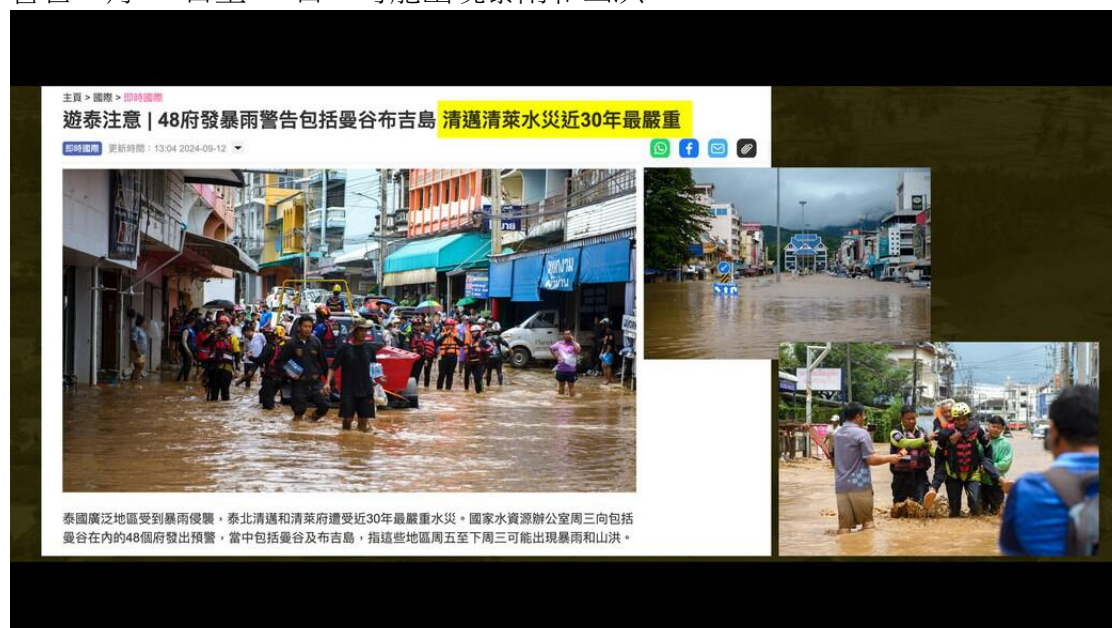 主頁 > 國際 > 即時國際
遊泰注意 | 48府發暴雨警告包括曼谷布吉島 清邁清萊水災近30年最嚴重
即時國際 更新時間:13:04 2024-09-12
泰國廣泛地區受到暴雨侵襲,泰北清邁和清萊府遭受近30年最嚴重水災。國家水資源辦公室周三向包括
曼谷在內的48個府發出預警,當中包括曼谷及布吉島,指這些地區周五至下周三可能出現暴雨和山洪。